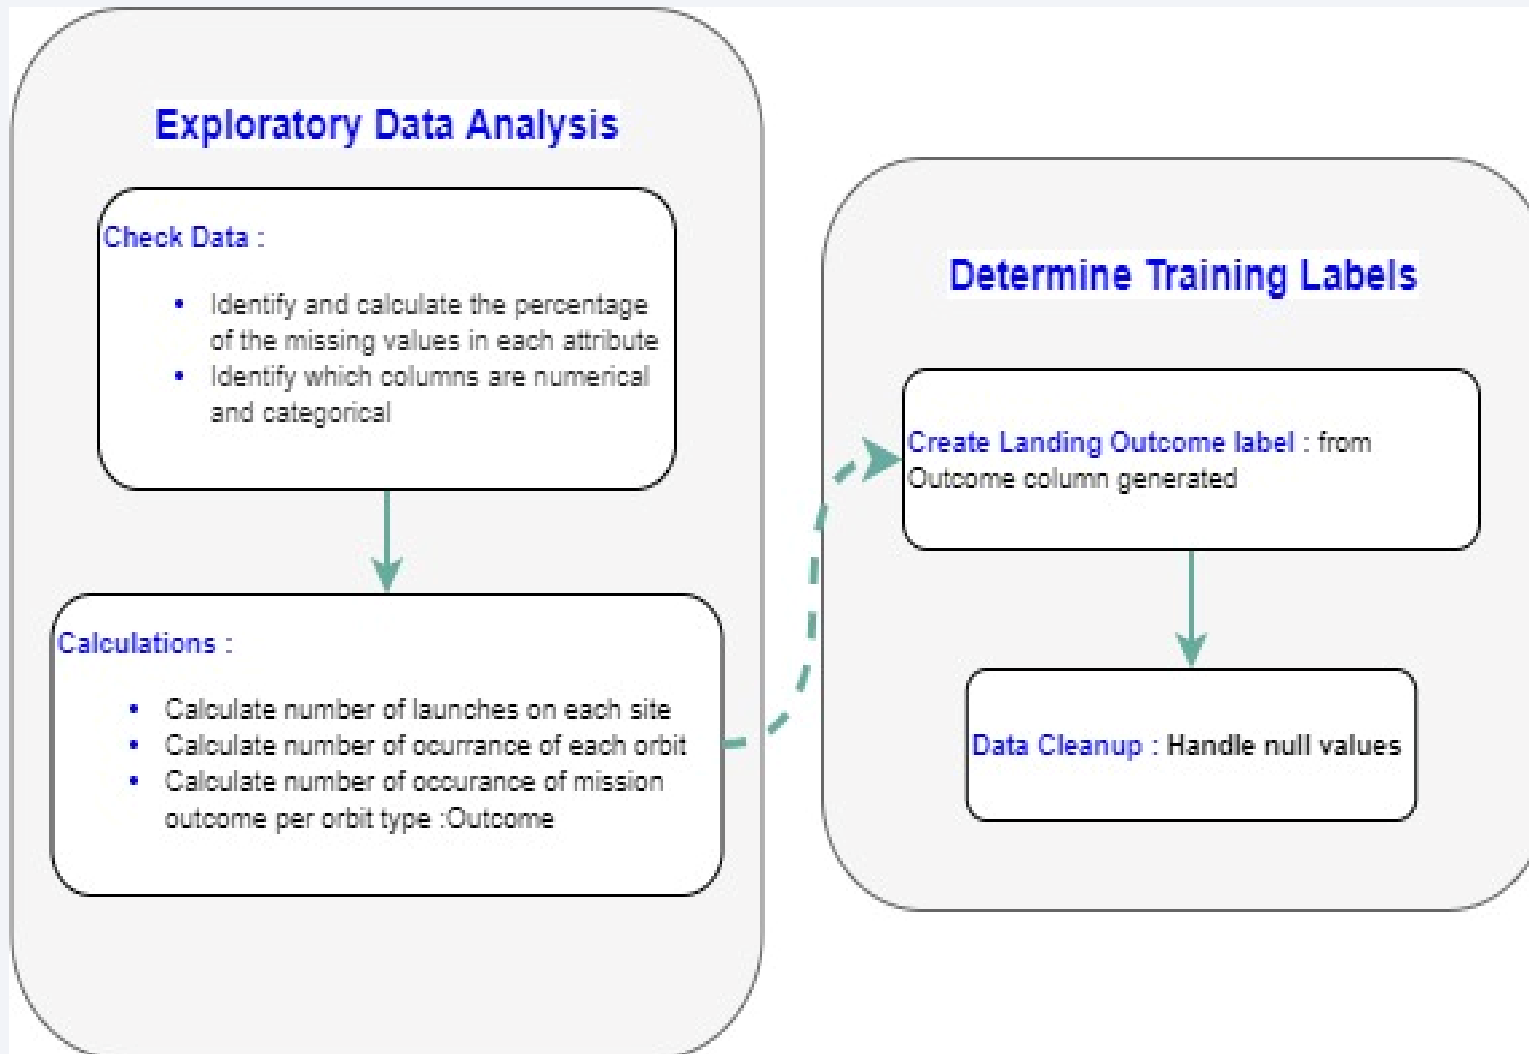 Exploratory Data Analysis
Check Data :
• Identify and calculate the percentage
of the missing values in each attribute
• Identify which columns are numerical
and categorical
Calculations :
• Calculate number of launches on each site
• Calculate number of ocurrance of each orbit
• Calculate number of occurance of mission
outcome per orbit type :Outcome
Determine Training Labels
Create Landing Outcome label : from
Outcome column generated
Data Cleanup : Handle null values